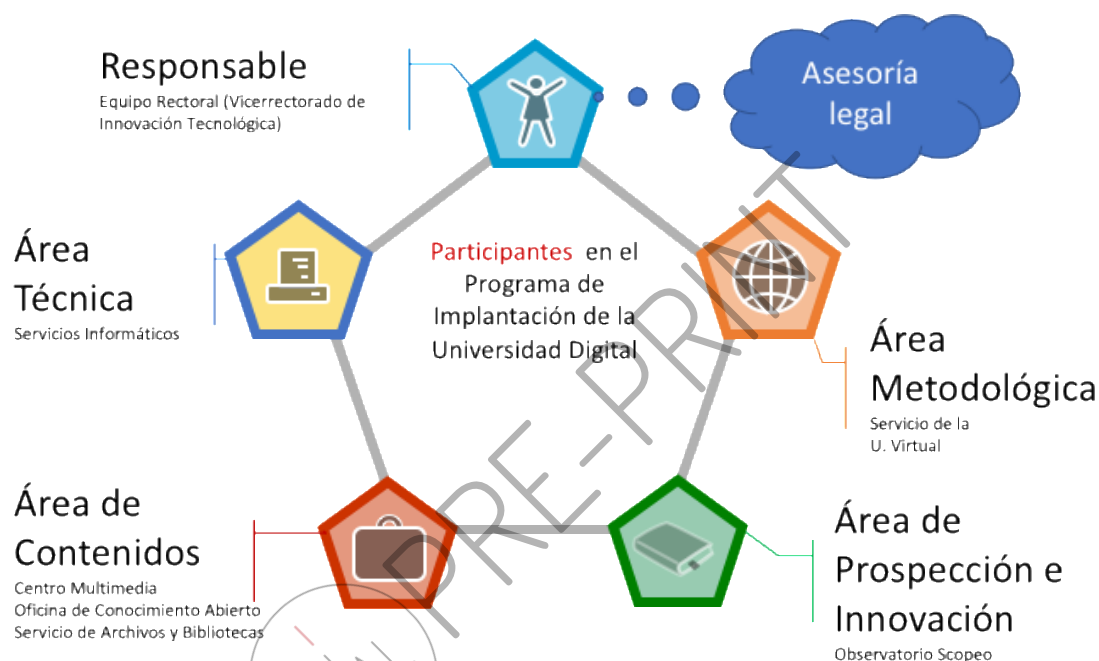 Responsable
Equipo Rectoral (Vicerrectorado de
Innovación Tecnológica)
Asesoría
legal
Área
Técnica
Servicios Informáticos
Participantes en el
Programa de
Implantación de la
Universidad Digital
Área
Metodológica
Servicio de la
U. Virtual
Área de
Contenidos
Centro Multimedia
Oficina de Conocimiento Abierto
Servicio de Archivos y Bibliotecas
Área de
Prospección e
Innovación
Observatorio Scopeo
PRE-PRINT